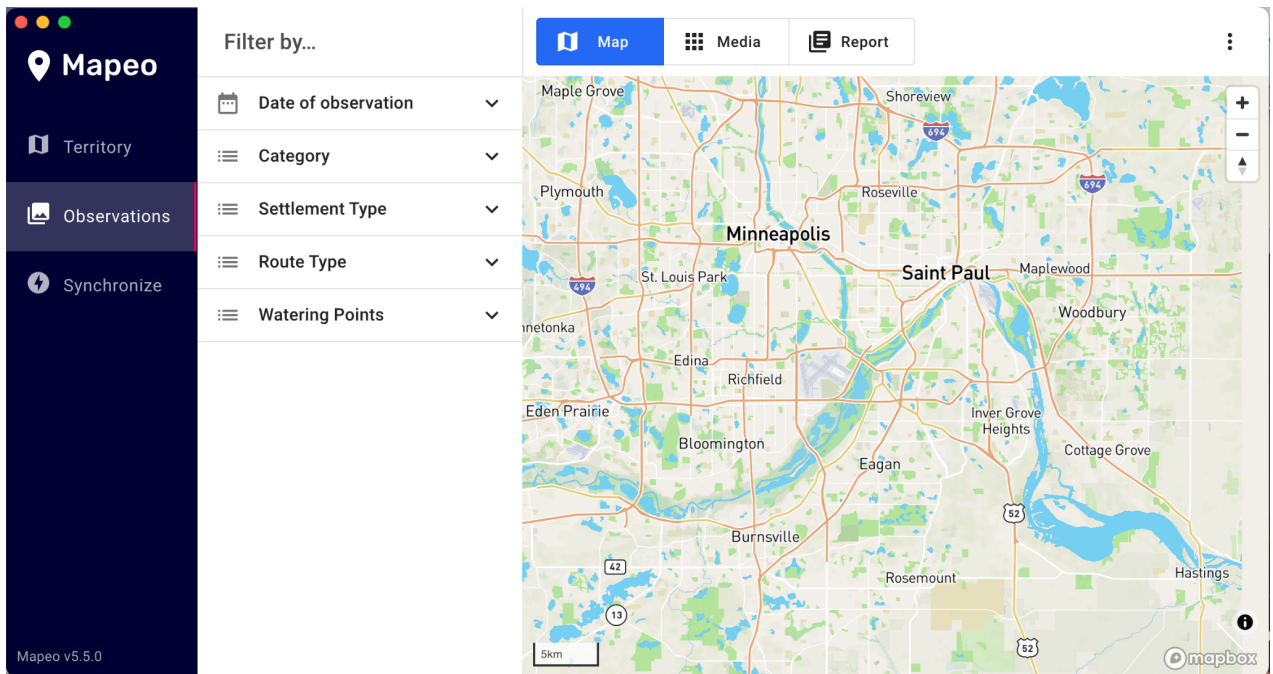 Mapeo
Territory
Observations
Synchronize
Mapeo v5.5.0
Filter by...
Date of observation
Category
Settlement Type
Route Type
Watering Points
Map
Media
Report
Maple Grove
Shoreview
694
694
Plymouth
Roseville
Minneapolis
Saint Paul
Maplewood
St. Louis Park
494
Woodbury
nnetonka
Edina
Richfield
Eden Prairie
Inver Grove
Heights
Bloomington
Cottage Grove
Eagan
52
Burnsville
42
Rosemount
Hastings
13
52
5km
mapbox